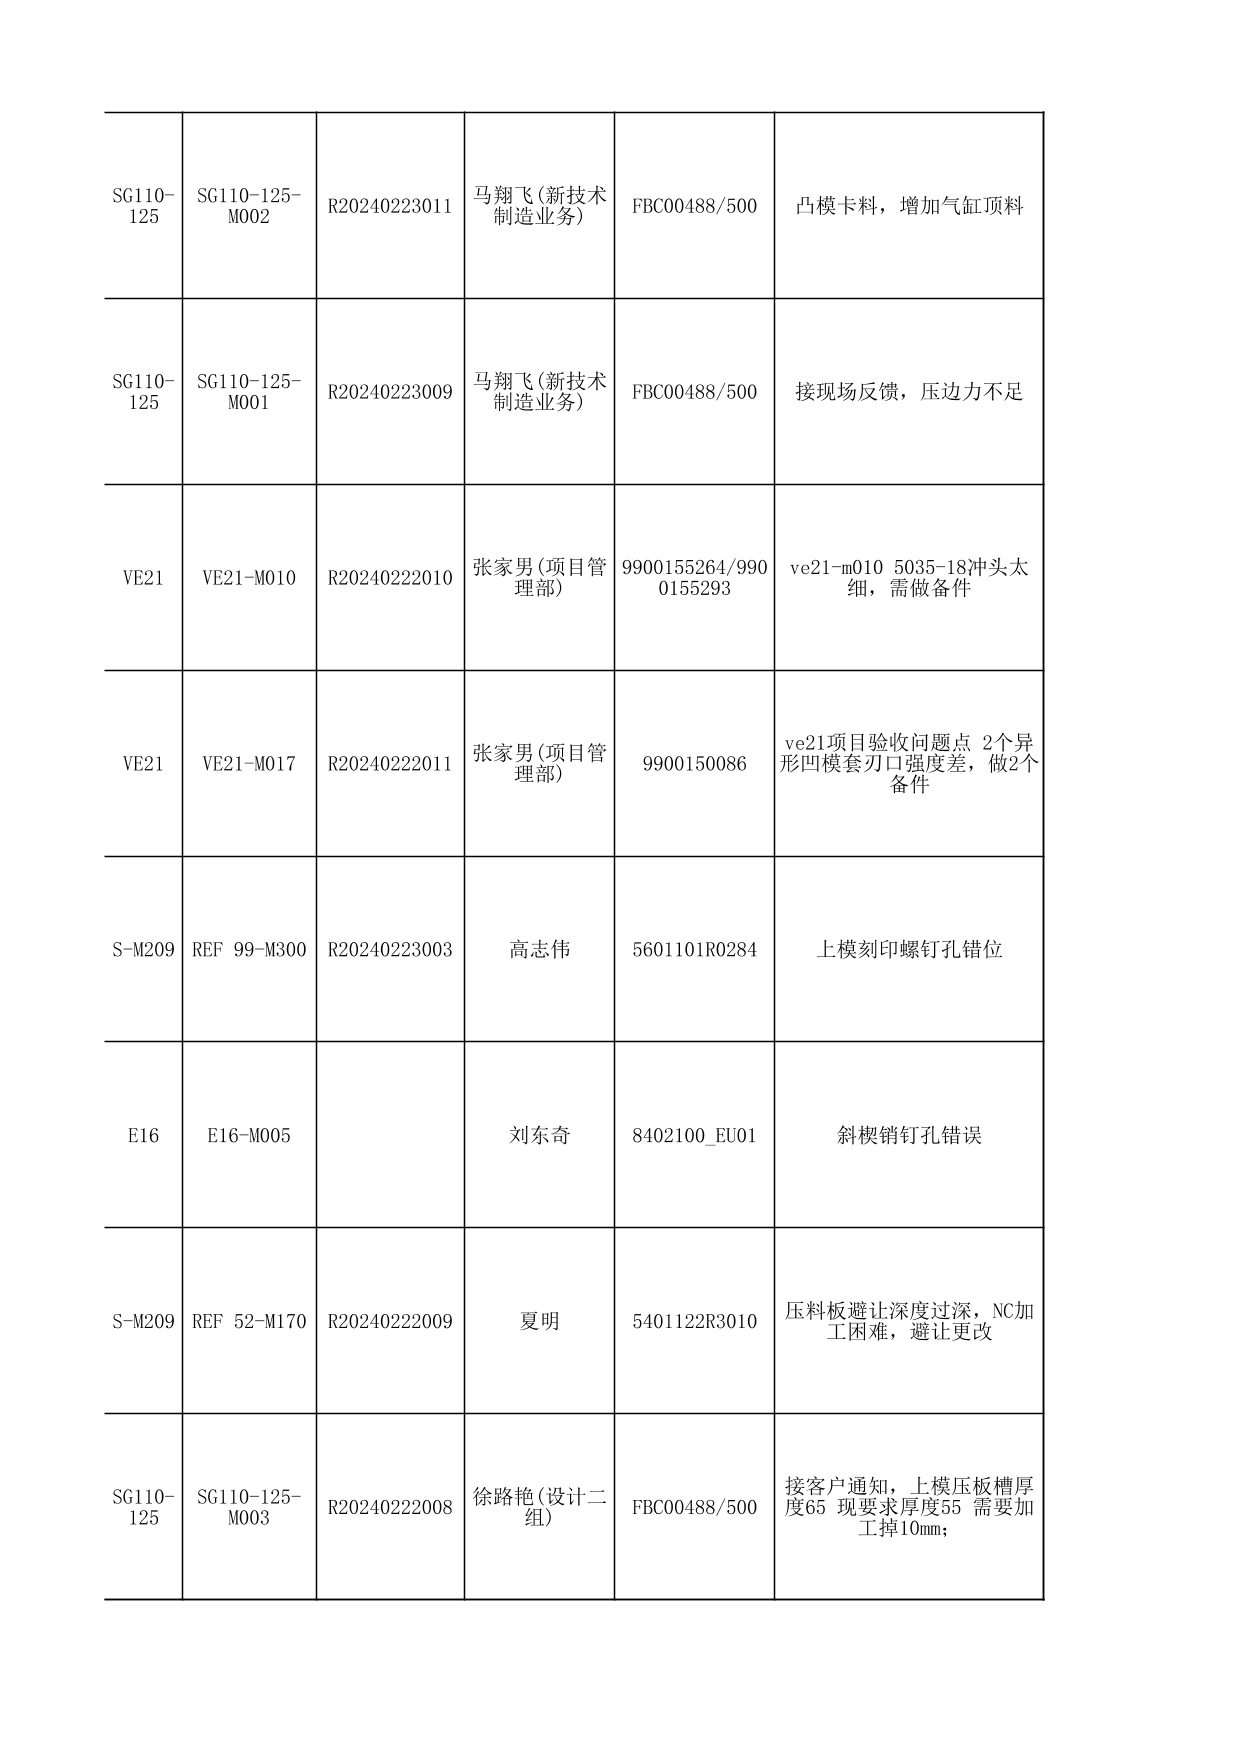 SG110-
125
SG110-125-
M002
R20240223011
马翔飞(新技术
制造业务)
FBC00488/500
凸模卡料，增加气缸顶料
SG110-
125
SG110-125-
M001
R20240223009
马翔飞(新技术
制造业务)
FBC00488/500
接现场反馈，压边力不足
VE21
VE21-M010
R20240222010
张家男(项目管
理部)
9900155264/990
0155293
ve21-m010 5035-18冲头太
细，需做备件
VE21
VE21-M017
R20240222011
张家男(项目管
理部)
9900150086
ve21项目验收问题点 2个异
形凹模套刃口强度差，做2个
备件
S-M209
REF 99-M300
R20240223003
高志伟
5601101R0284
上模刻印螺钉孔错位
E16
E16-M005
刘东奇
8402100_EU01
斜楔销钉孔错误
S-M209
REF 52-M170
R20240222009
夏明
5401122R3010
压料板避让深度过深，NC加
工困难，避让更改
SG110-
125
SG110-125-
M003
R20240222008
徐路艳(设计二
组)
FBC00488/500
接客户通知，上模压板槽厚
度65 现要求厚度55 需要加
工掉10mm；